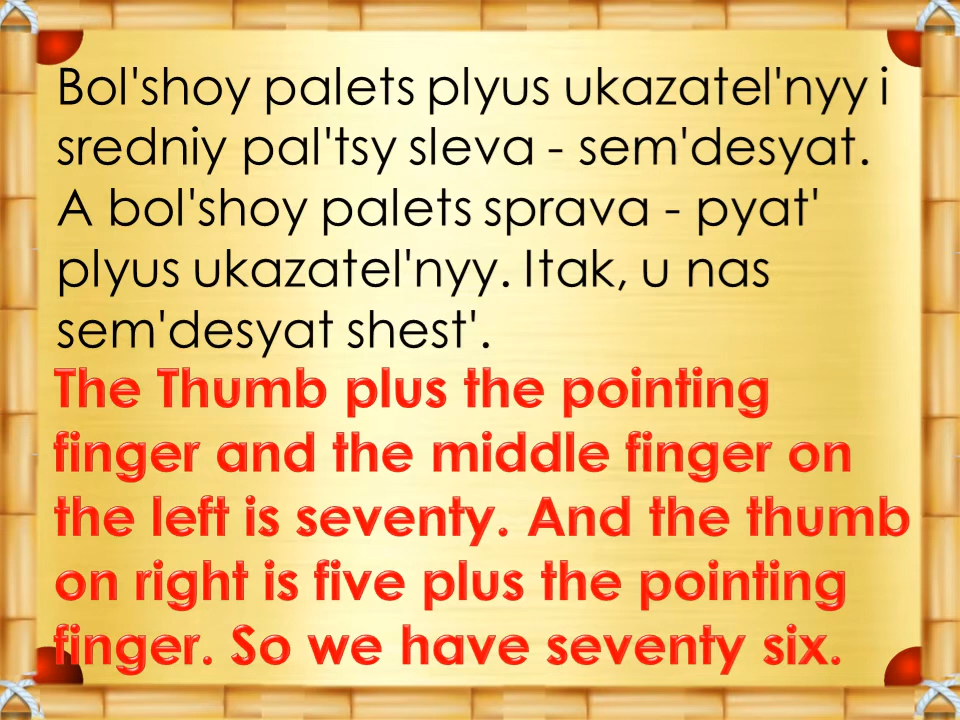 Bol'shoy palets plyus ukazatel'nyy i
sredniy pal'tsy sleva - sem'desyat.
A bol'shoy palets sprava - pyat'
plyus ukazatel'nyy. Itak, u nas
sem'desyat shest'.
The Thumb plus the pointing
finger and the middle finger on
the left is seventy. And the thumb
on right is five plus the pointing
finger. So we have seventy six.